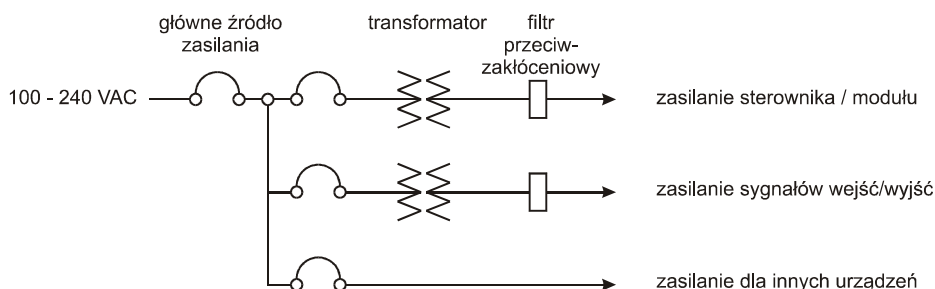 główne źródło
zasilania
transformator
filtr
przeciw-
zakłóceniowy
100 - 240 VAC
zasilanie sterownika / modułu
zasilanie sygnałów wejść/wyjść
zasilanie dla innych urządzeń